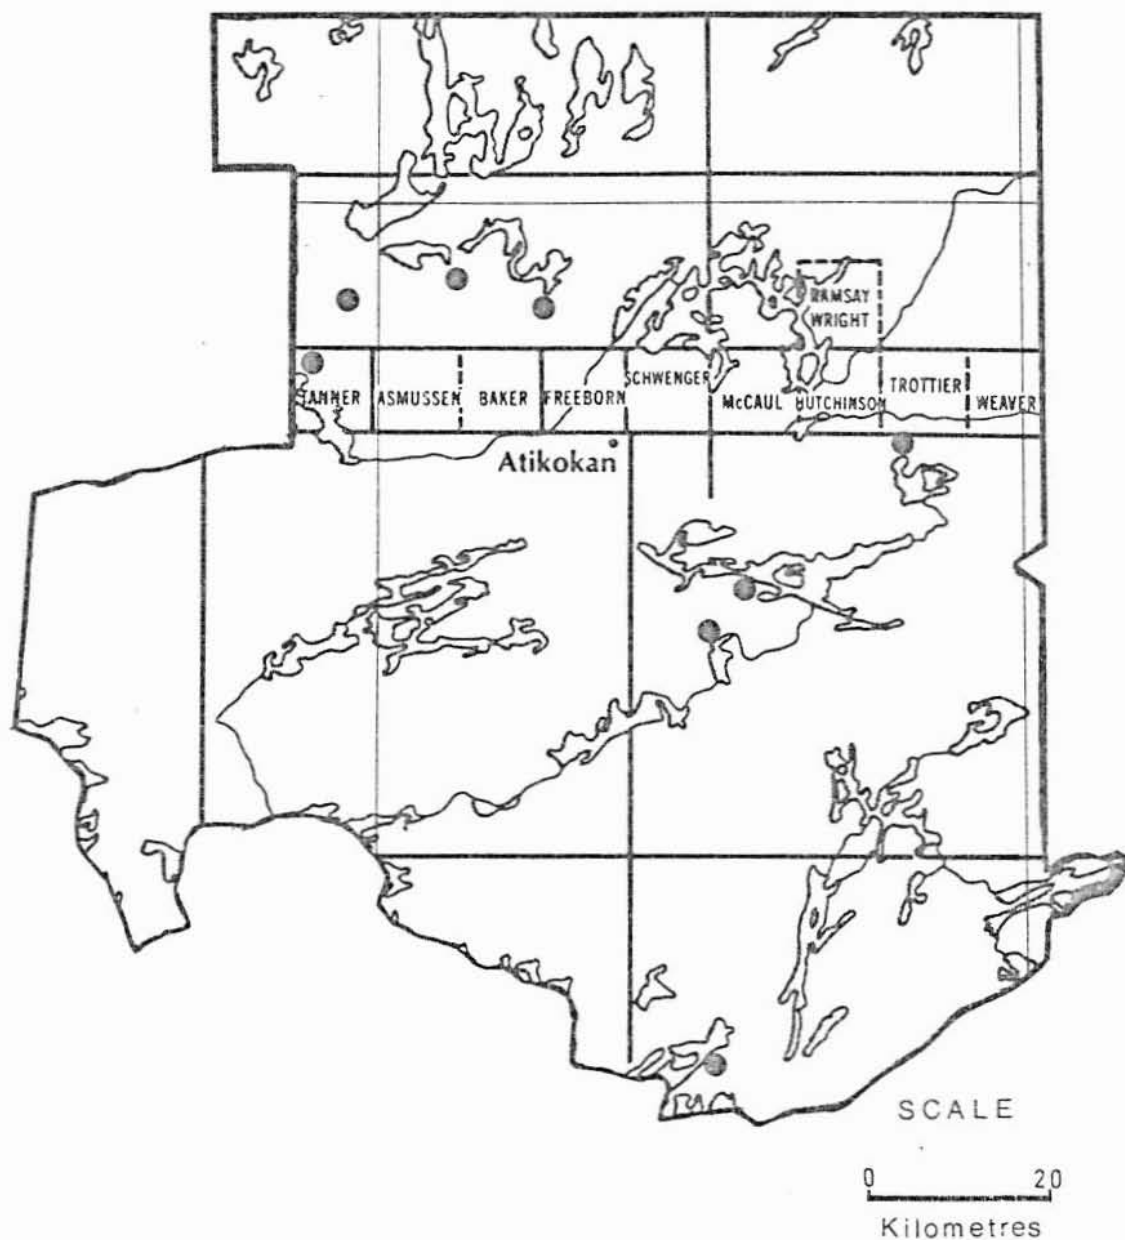 RAMSAY
WRIGHT
TANNER
ASMUSSEN
BAKER
FREEBORN
SCHWENGER
McCAUL
HUTCHINSON
TROTTIER
WEAVER
Atikokan
SCALE
0 20
Kilometres